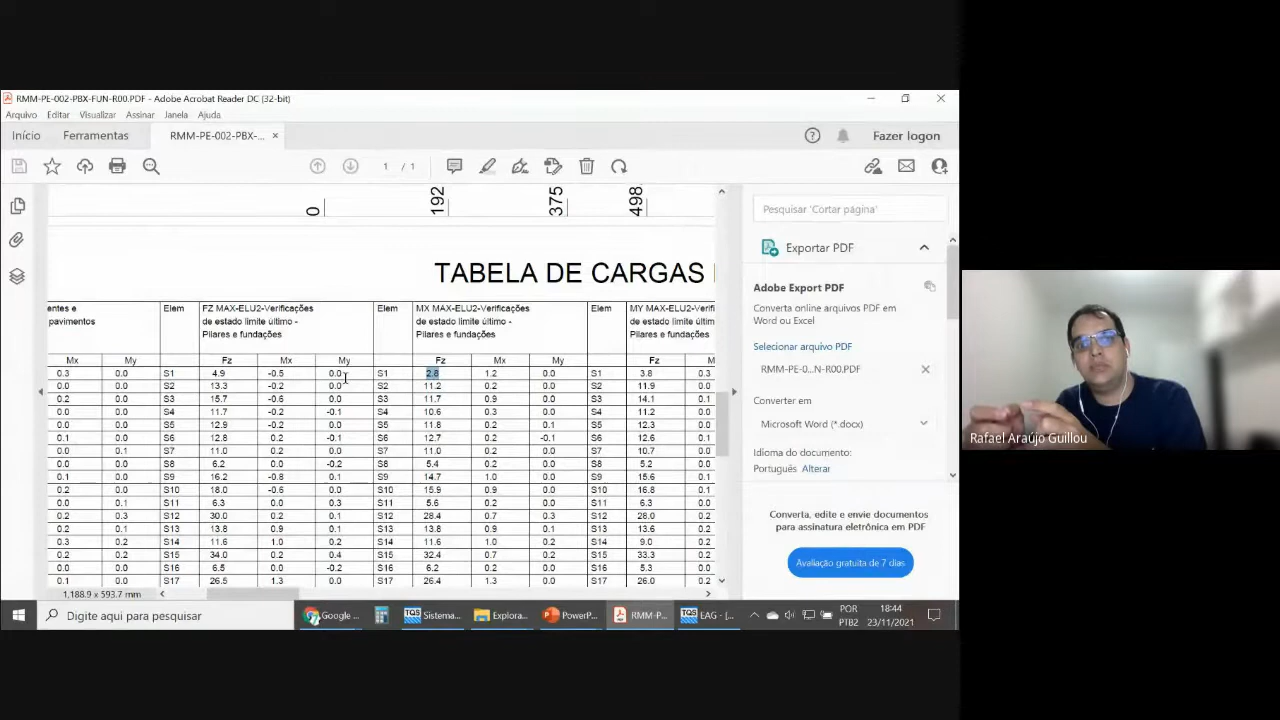 RMM-PE-002-PBX-FUN-R00.PDF - Adobe Acrobat Reader DC (32-bit)
Arquivo Editar Visualizar Assinar Janela Ajuda
Início Ferramentas RMM-PE-002-PBX-... × Fazer logon
1 / 1
0 192 375 498
TABELA DE CARGAS
entes e
pavimentos
Elem
FZ MAX-ELU2-Verificações
de estado limite último -
Pilares e fundações
Elem
MX MAX-ELU2-Verificações
de estado limite último -
Pilares e fundações
Elem
MY MAX-ELU2-Verificaç
de estado limite último
Pilares e fundações
Mx My Fz Mx My Fz Mx My Fz M
0.3 0.0 S1 4.9 -0.5 0.0 S1 2.8 1.2 0.0 S1 3.8 0.3
0.0 0.0 S2 13.3 -0.2 0.0 S2 11.2 0.2 0.0 S2 11.9 0.0
0.2 0.0 S3 15.7 -0.6 0.0 S3 11.7 0.9 0.0 S3 14.1 0.1
0.0 0.0 S4 11.7 -0.2 -0.1 S4 10.6 0.3 0.0 S4 11.2 0.0
0.0 0.0 S5 12.9 -0.2 0.0 S5 11.8 0.2 0.1 S5 12.3 0.0
0.1 0.0 S6 12.8 0.2 -0.1 S6 12.7 0.2 -0.1 S6 12.6 0.1
0.0 0.1 S7 11.0 0.2 0.0 S7 11.0 0.2 0.0 S7 10.7 0.1
0.0 0.0 S8 6.2 0.0 -0.2 S8 5.4 0.2 0.0 S8 5.2 0.0
0.1 0.0 S9 16.2 -0.8 0.1 S9 14.7 1.0 0.0 S9 15.6 0.1
0.2 0.0 S10 18.0 -0.6 0.0 S10 15.9 0.9 0.0 S10 16.8 0.1
0.0 0.1 S11 6.3 0.0 0.3 S11 5.6 0.2 0.0 S11 6.3 0.0
0.2 0.3 S12 30.0 0.2 0.1 S12 28.4 0.7 0.3 S12 28.0 0.2
0.2 0.1 S13 13.8 0.9 0.1 S13 13.8 0.9 0.1 S13 13.6 0.2
0.3 0.2 S14 11.6 1.0 0.2 S14 11.6 1.0 0.2 S14 9.0 0.2
0.2 0.2 S15 34.0 0.2 0.4 S15 32.4 0.7 0.2 S15 33.3 0.2
0.0 0.0 S16 6.5 0.0 -0.2 S16 6.2 0.2 0.0 S16 5.3 0.0
0.1 0.0 S17 26.5 1.3 0.0 S17 26.4 1.3 0.0 S17 26.0 0.2
1.188,9 x 593,7 mm
Pesquisar 'Cortar página'
Exportar PDF
Adobe Export PDF
Converta online arquivos PDF em
Word ou Excel
Selecionar arquivo PDF
RMM-PE-0...N-R00.PDF
Converter em
Microsoft Word (*.docx)
Idioma do documento:
Português Alterar
Converta, edite e envie documentos
para assinatura eletrônica em PDF
Avaliação gratuita de 7 dias
Rafael Araújo Guillou
Digite aqui para pesquisar
Google ... TQS Sistema... Explora... PowerP... RMM-P... TQS EAG - [...
POR
PTB2
18:44
23/11/2021